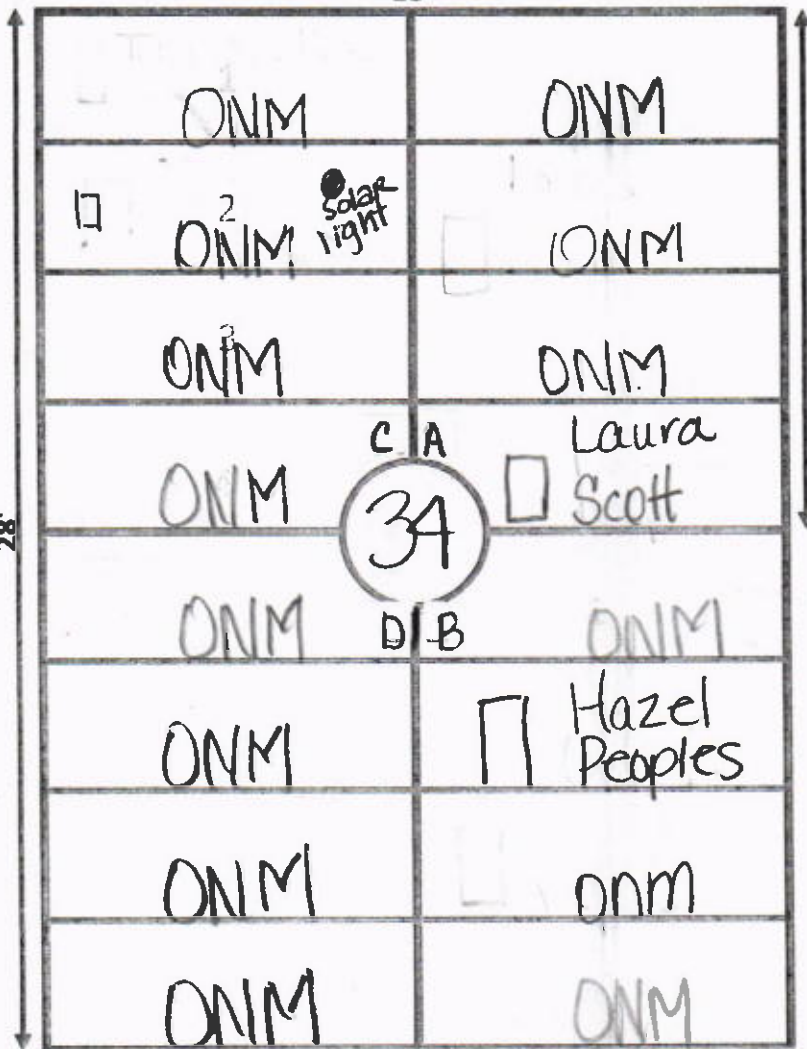 ONM
ONM
2
ONM
solar
light
ONM
3
ONM
ONM
C A
ONM
Laura
Scott
34
28'
ONM
D B
ONM
ONM
Hazel
Peoples
ONM
onm
ONM
ONM